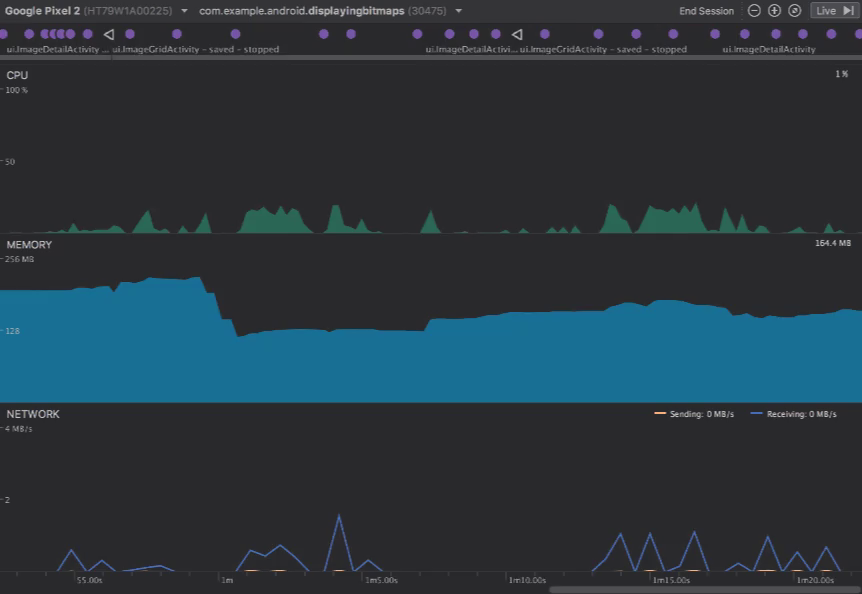 Google Pixel 2 (HT79W1A00225) com.example.android.displayingbitmaps (30475) End Session Live
ui.ImageDetailActivity ... ui.ImageGridActivity - saved - stopped ui.ImageDetailActivi... ui.ImageGridActivity - saved - stopped ui.ImageDetailActivity
CPU 1 %
100 %
50
MEMORY 164.4 MB
256 MB
128
NETWORK Sending: 0 MB/s Receiving: 0 MB/s
4 MB/s
2
55.00s 1m 1m5.00s 1m10.00s 1m15.00s 1m20.00s